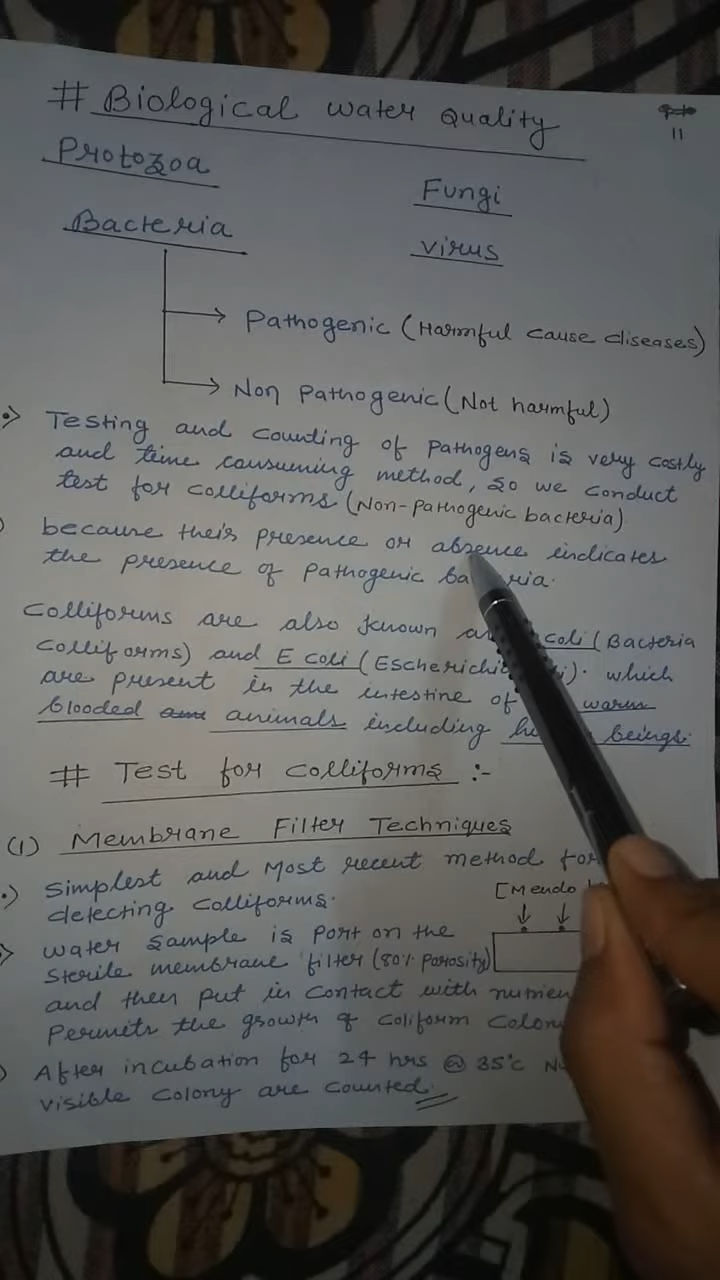 # Biological water Quality
11
Protozoa
Fungi
Bacteria
virus
Pathogenic (Harmful cause diseases)
Non Pathogenic (Not harmful)
Testing and counting of Pathogens is very costly
and time consuming method, so we conduct
test for colliforms (Non-pathogenic bacteria)
because their presence or absence indicates
the presence of pathogenic
Colliforms are also known coli (Bacteria
colliforms) and E coli ( which
are present in the intestine of warm
blooded animals including beings.
# Test for colliforms :-
(1) Membrane Filter Techniques
Simplest and Most recent method for
detecting colliforms.
[Mendo
water sample is port on the
sterile membrane filter (80% Porosity)
and then put in contact with
Permits the growth of coliform
After incubation for 24 hrs @ 35°c
visible Colony are counted.